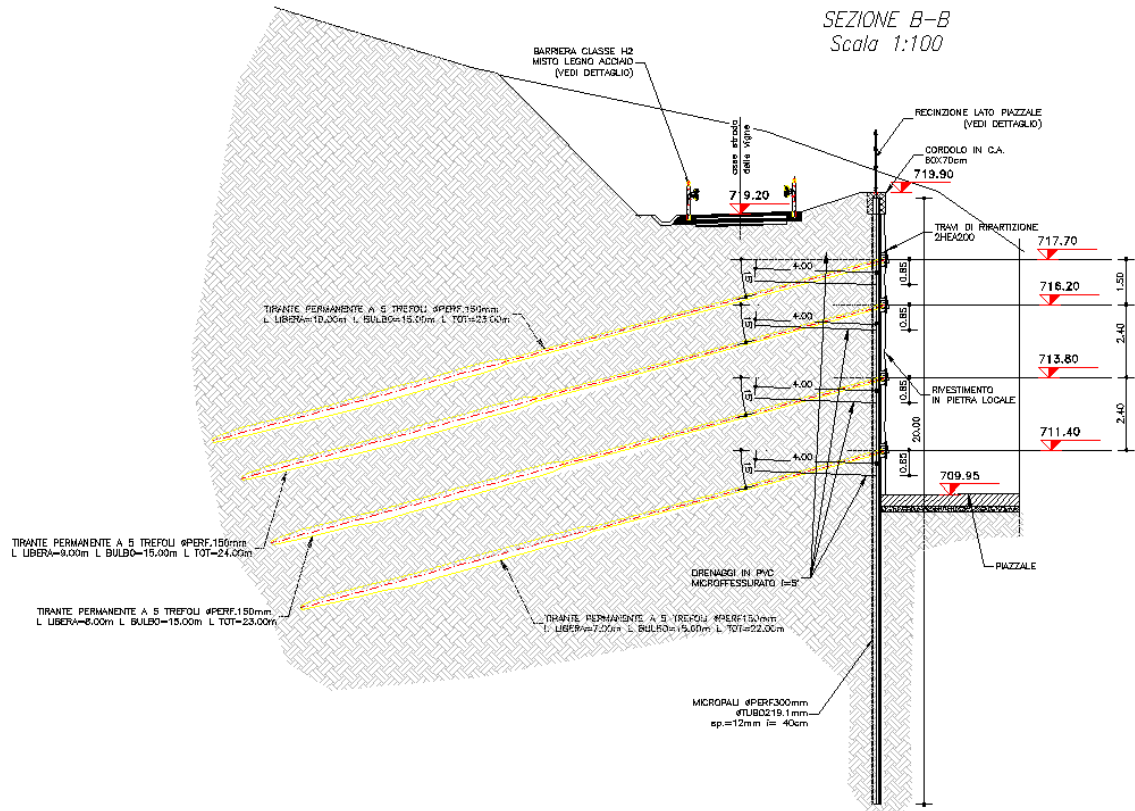 SEZIONE B-B
Scala 1:100
BARRIERA CLASSE H2
MISTO LEGNO ACCIAIO
(VEDI DETTAGLIO)
asse strada
delle vigne
RECINZIONE LATO PIAZZALE
(VEDI DETTAGLIO)
CORDOLO IN C.A.
80X70cm
719.90
719.20
TRAVI DI RIPARTIZIONE
2HEA200
717.70
716.20
713.80
711.40
709.95
1.50
2.40
2.40
4.00
4.00
4.00
4.00
15
15
15
15
0.85
0.85
0.85
0.85
20.00
RIVESTIMENTO
IN PIETRA LOCALE
TIRANTE PERMANENTE A 5 TREFOLI øPERF.150mm
L LIBERA=10.00m L BULBO=15.00m L TOT=25.00m
TIRANTE PERMANENTE A 5 TREFOLI øPERF.150mm
L LIBERA=9.00m L BULBO=15.00m L TOT=24.00m
TIRANTE PERMANENTE A 5 TREFOLI øPERF.150mm
L LIBERA=8.00m L BULBO=15.00m L TOT=23.00m
TIRANTE PERMANENTE A 5 TREFOLI øPERF.150mm
L LIBERA=7.00m L BULBO=15.00m L TOT=22.00m
DRENAGGI IN PVC
MICROFESSURATO i=5°
PIAZZALE
MICROPALI øPERF300mm
øTUBO219.1mm
sp.=12mm i= 40cm